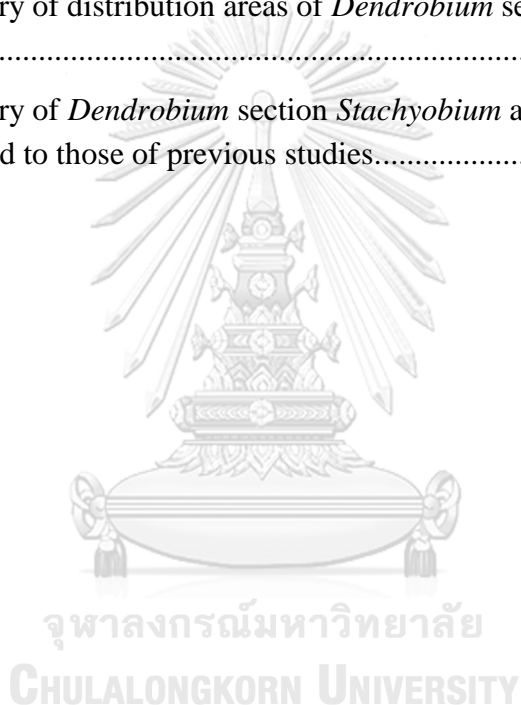 ry of distribution areas of Dendrobium se
....................................................................................
ry of Dendrobium section Stachyobium a
d to those of previous studies..................
จุฬาลงกรณ์มหาวิทยาลัย
CHULALONGKORN UNIVERSITY